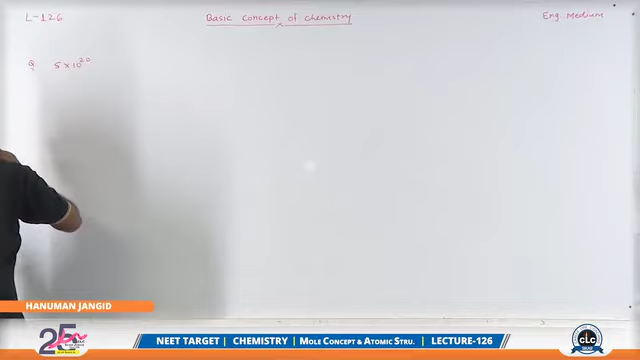 L-126 Basic Concept of chemistry Eng. Medium
Q 5 × 10²⁰
HANUMAN JANGID
25
NEET TARGET | CHEMISTRY | MOLE CONCEPT & ATOMIC STRU. | LECTURE-126
CLC